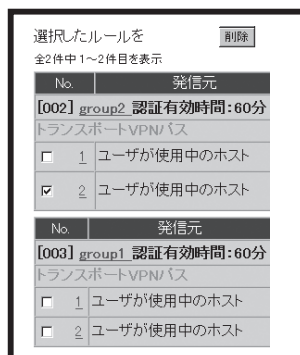 選択したルールを 削除
全2件中 1～2件目を表示
No. 発信元
[002] group2 認証有効時間:60分
トランスポートVPNパス
1 ユーザが使用中のホスト
2 ユーザが使用中のホスト
No. 発信元
[003] group1 認証有効時間:60分
トランスポートVPNパス
1 ユーザが使用中のホスト
2 ユーザが使用中のホスト